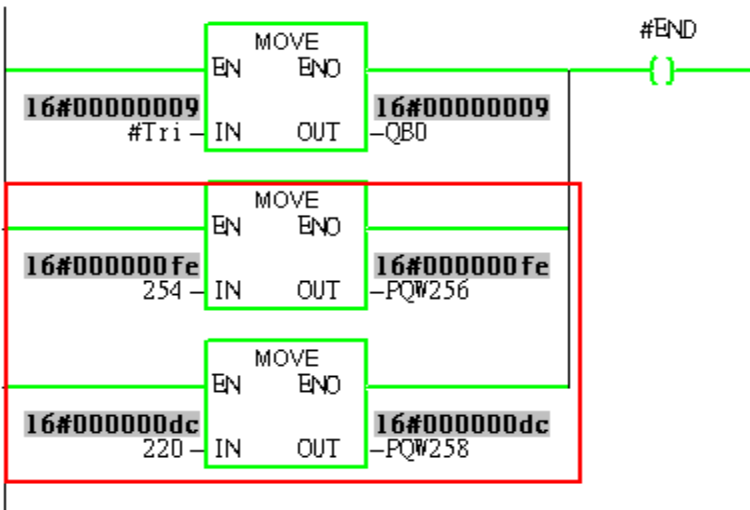 #END
MOVE
EN ENO
16#00000009 16#00000009
#Tri IN OUT QB0
MOVE
EN ENO
16#000000fe 16#000000fe
254 IN OUT PQW256
MOVE
EN ENO
16#000000dc 16#000000dc
220 IN OUT PQW258